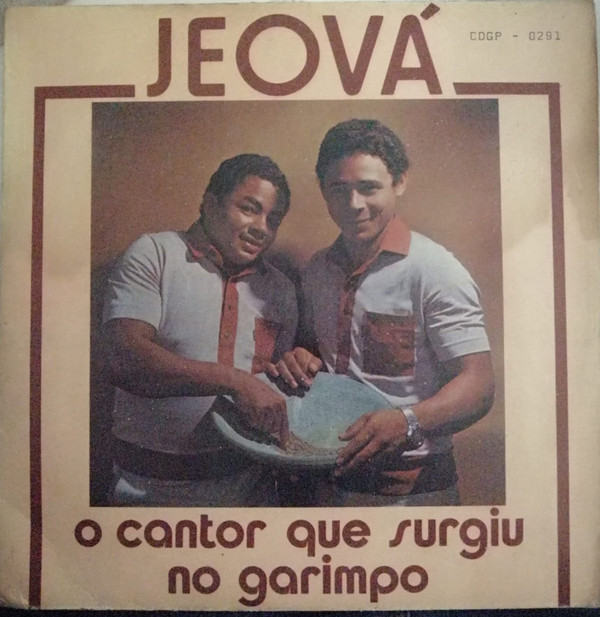 JEOVÁ
CDGP - 0291
o cantor que surgiu
no garimpo